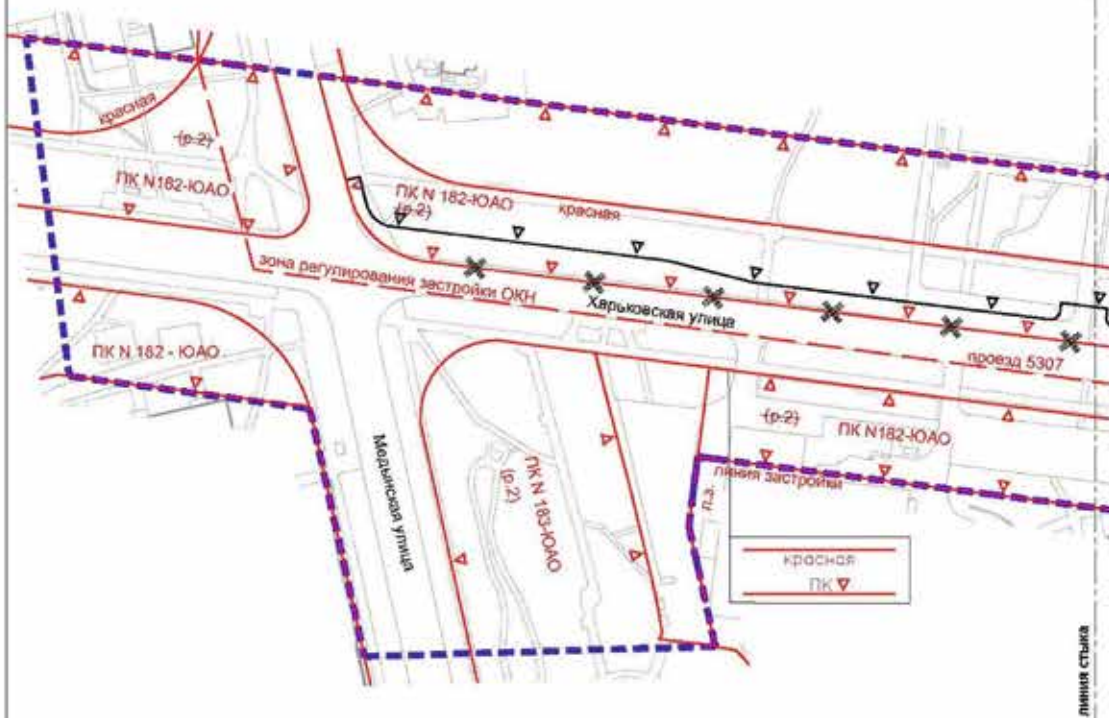 красная
(р.2)
ПК N182-ЮАО
ПК N 182-ЮАО
(р.2)
красная
зона регулирования застройки ОКН
Харьковская улица
проезд 5307
ПК N 182 - ЮАО
(р.2)
ПК N182-ЮАО
линия застройки
п.з.
Медынская улица
ПК N 183-ЮАО
(р.2)
красная
ПК
линия стыка